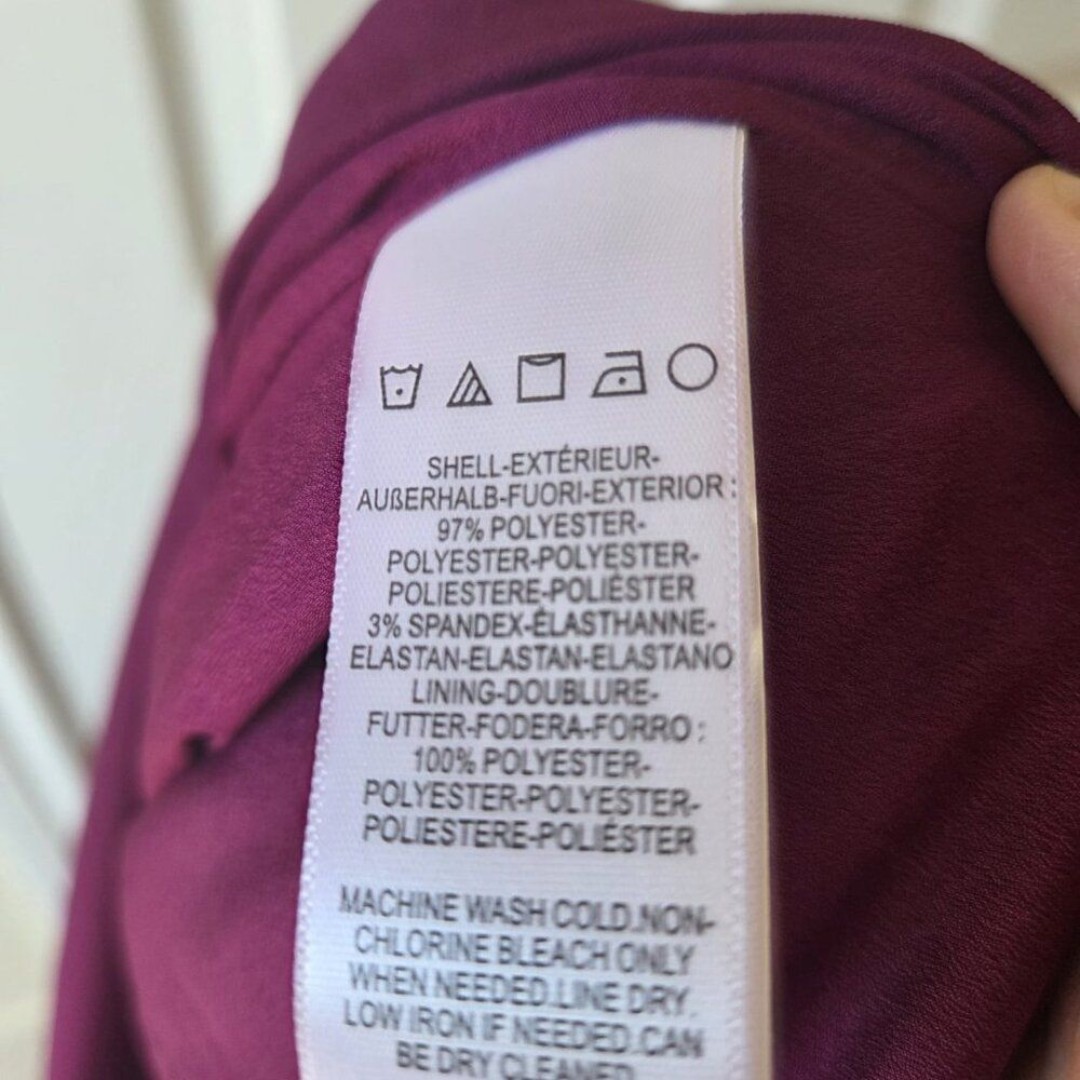 SHELL-EXTÉRIEUR-
AUßERHALB-FUORI-EXTERIOR :
97% POLYESTER-
POLYESTER-POLYESTER-
POLIESTERE-POLIÉSTER
3% SPANDEX-ÉLASTHANNE-
ELASTAN-ELASTAN-ELASTANO
LINING-DOUBLURE-
FUTTER-FODERA-FORRO :
100% POLYESTER-
POLYESTER-POLYESTER-
POLIESTERE-POLIÉSTER
MACHINE WASH COLD.NON-
CHLORINE BLEACH ONLY
WHEN NEEDED.LINE DRY.
LOW IRON IF NEEDED.CAN
BE DRY CLEANED